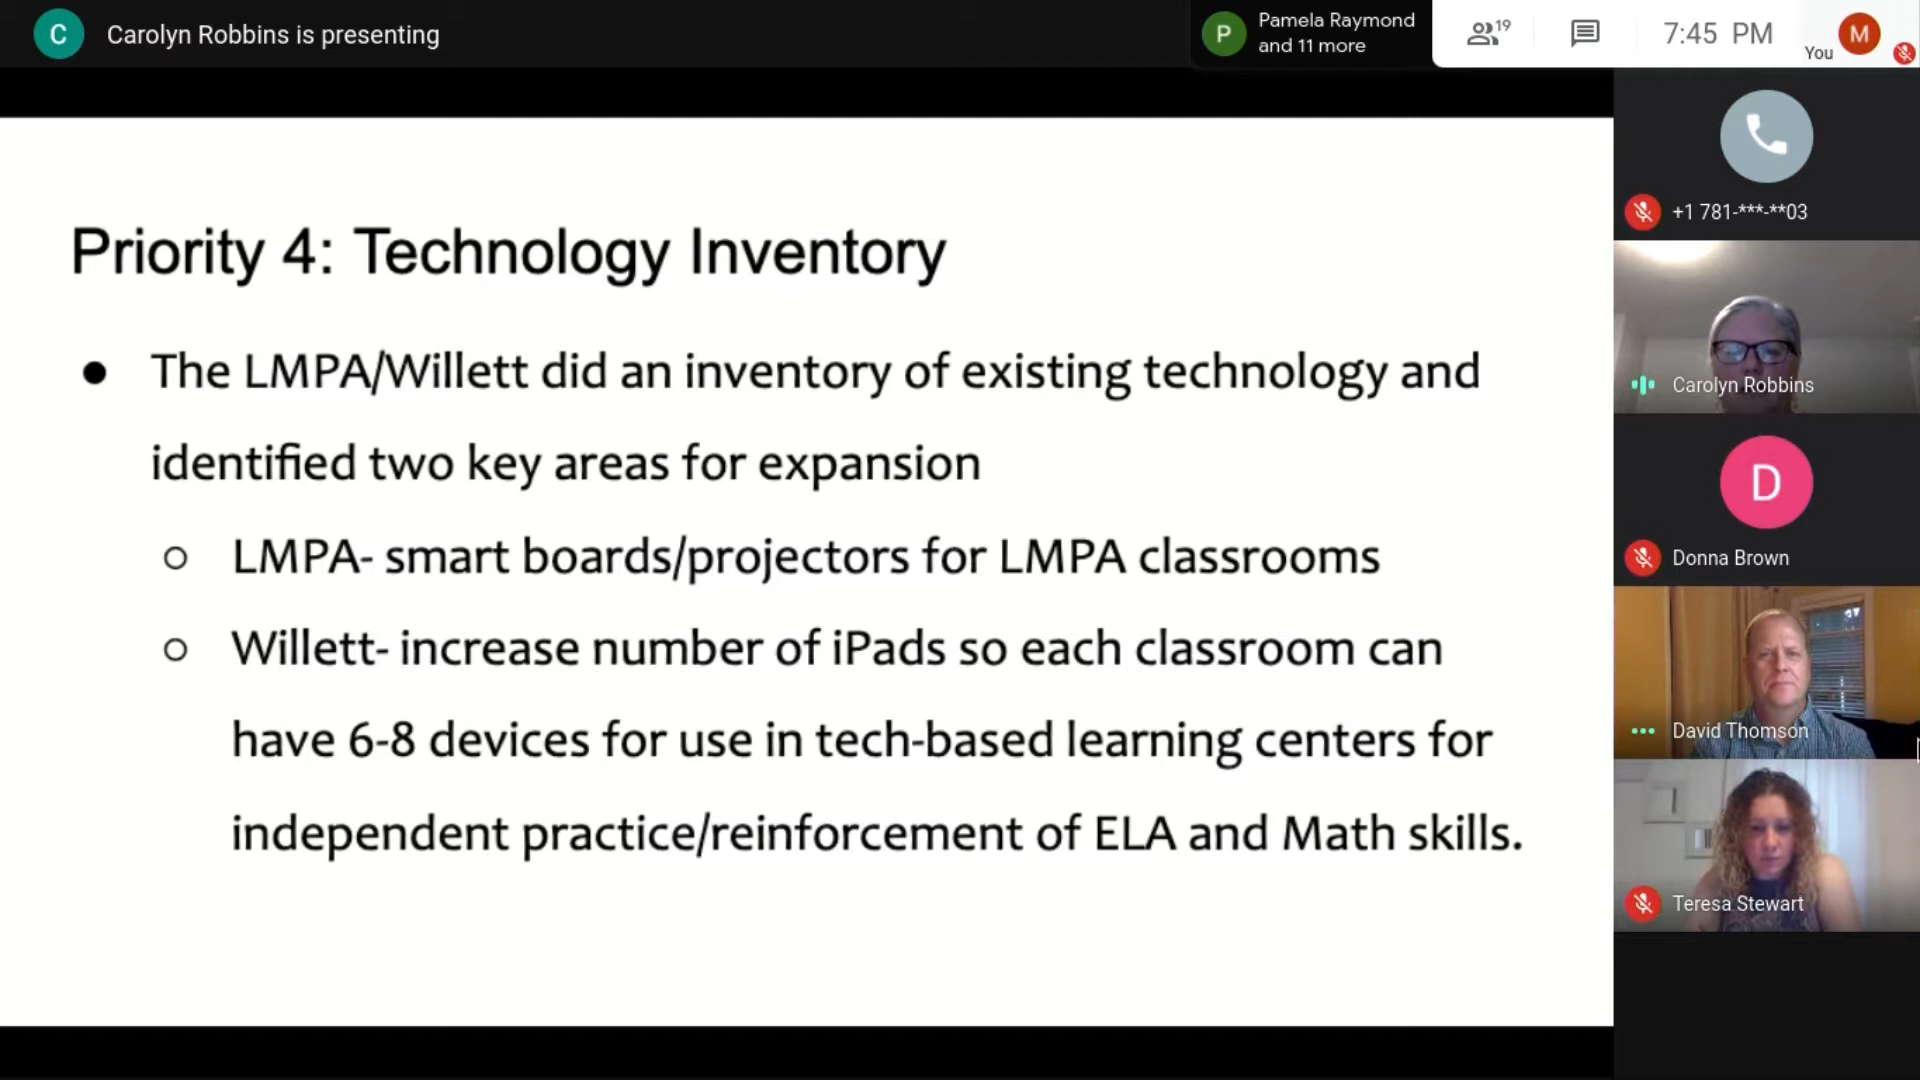 C Carolyn Robbins is presenting
P Pamela Raymond
and 11 more
19
7:45 PM
You M
+1 781-***-**03
Carolyn Robbins
D
Donna Brown
David Thomson
Teresa Stewart
Priority 4: Technology Inventory
● The LMPA/Willett did an inventory of existing technology and
identified two key areas for expansion
○ LMPA- smart boards/projectors for LMPA classrooms
○ Willett- increase number of iPads so each classroom can
have 6-8 devices for use in tech-based learning centers for
independent practice/reinforcement of ELA and Math skills.